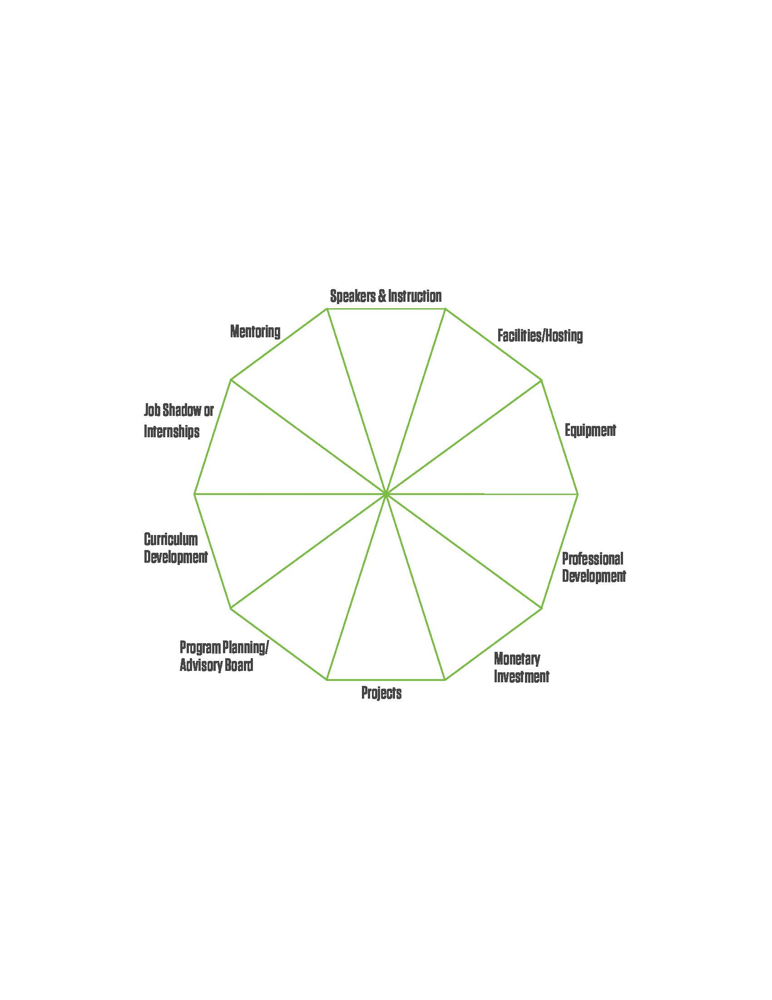 Speakers & Instruction
Mentoring
Facilities/Hosting
Job Shadow or
Internships
Equipment
Curriculum
Development
Professional
Development
Program Planning/
Advisory Board
Monetary
Investment
Projects